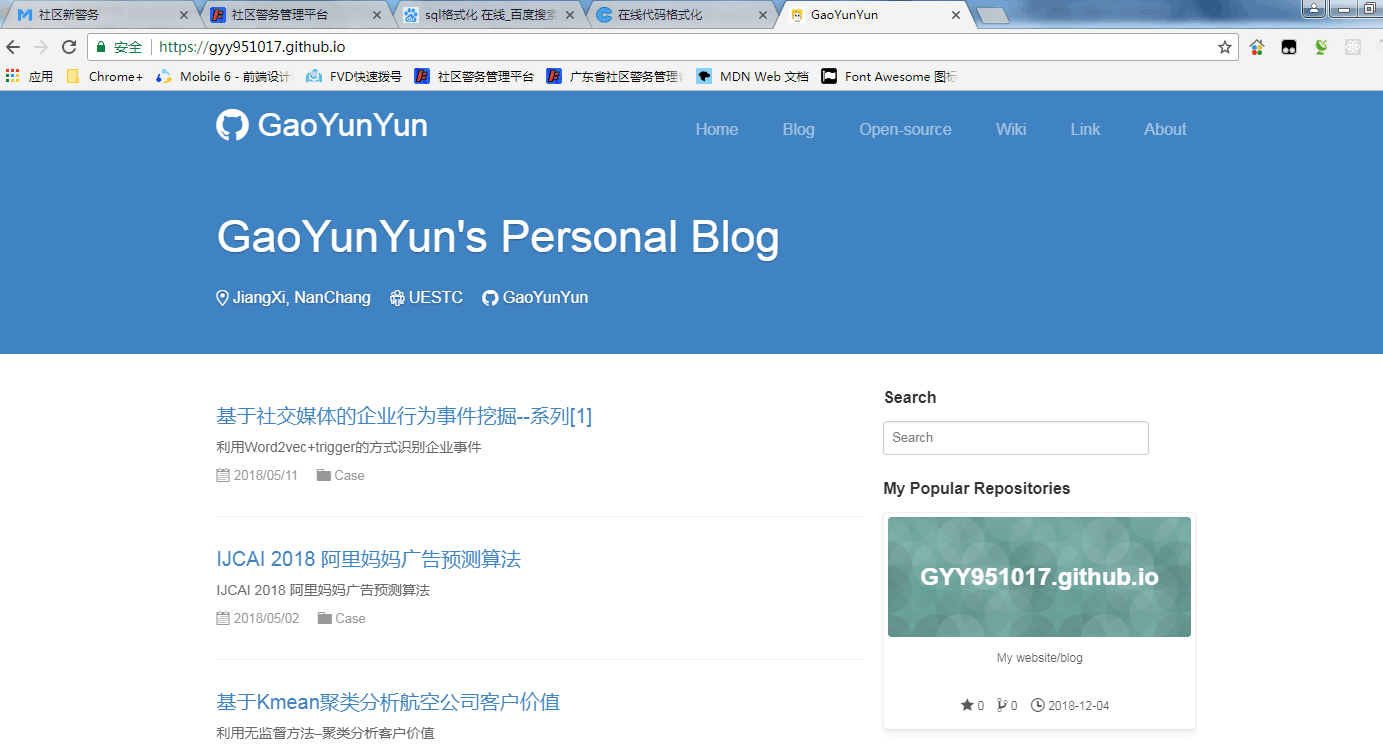 社区新警务
社区警务管理平台
sql格式化 在线_百度搜索
在线代码格式化
GaoYunYun
安全 https://gyy951017.github.io
应用 Chrome+ Mobile 6 - 前端设计 FVD快速拨号 社区警务管理平台 广东省社区警务管理 MDN Web 文档 Font Awesome 图标
GaoYunYun
Home Blog Open-source Wiki Link About
GaoYunYun's Personal Blog
JiangXi, NanChang UESTC GaoYunYun
基于社交媒体的企业行为事件挖掘--系列[1]
利用Word2vec+trigger的方式识别企业事件
2018/05/11 Case
IJCAI 2018 阿里妈妈广告预测算法
IJCAI 2018 阿里妈妈广告预测算法
2018/05/02 Case
基于Kmean聚类分析航空公司客户价值
利用无监督方法–聚类分析客户价值
Search
Search
My Popular Repositories
GYY951017.github.io
My website/blog
0 0 2018-12-04